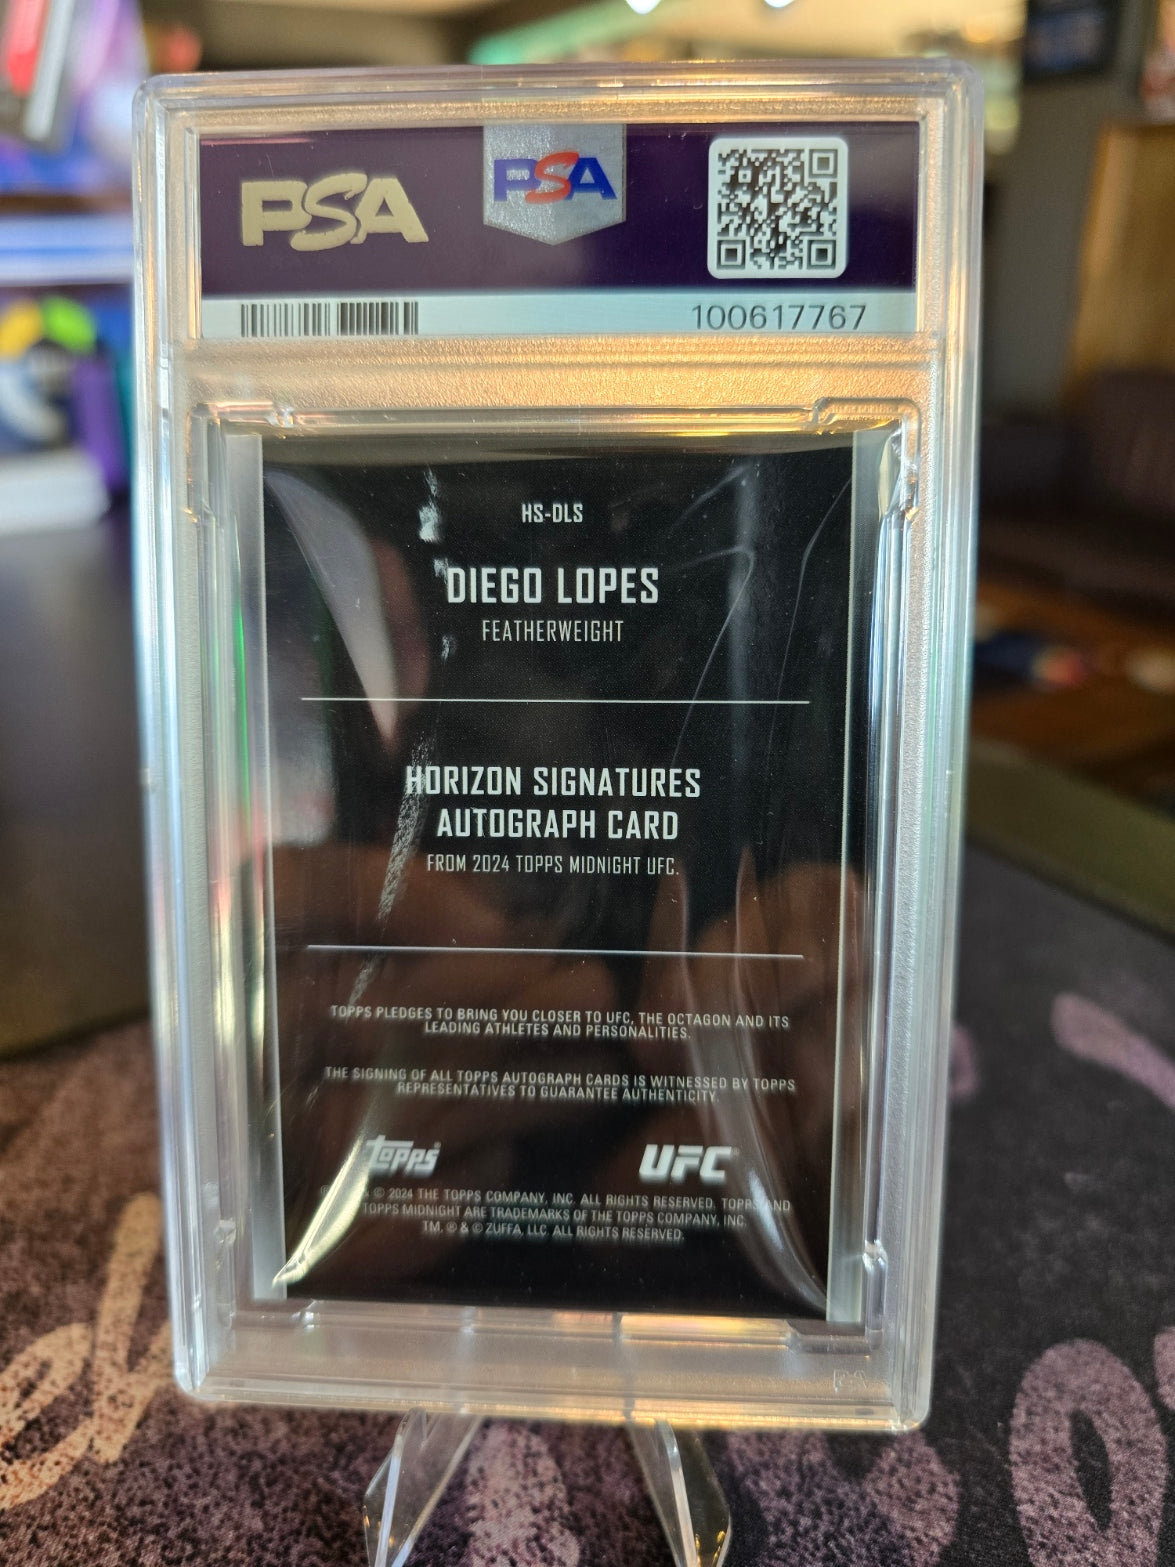 PSA
PSA
100617767
HS-DLS
DIEGO LOPES
FEATHERWEIGHT
HORIZON SIGNATURES
AUTOGRAPH CARD
FROM 2024 TOPPS MIDNIGHT UFC.
TOPPS PLEDGES TO BRING YOU CLOSER TO UFC, THE OCTAGON AND ITS
LEADING ATHLETES AND PERSONALITIES.
THE SIGNING OF ALL TOPPS AUTOGRAPH CARDS IS WITNESSED BY TOPPS
REPRESENTATIVES TO GUARANTEE AUTHENTICITY.
topps
UFC
© 2024 THE TOPPS COMPANY, INC. ALL RIGHTS RESERVED. TOPPS AND
TOPPS MIDNIGHT ARE TRADEMARKS OF THE TOPPS COMPANY, INC.
TM, ® & © ZUFFA, LLC. ALL RIGHTS RESERVED.